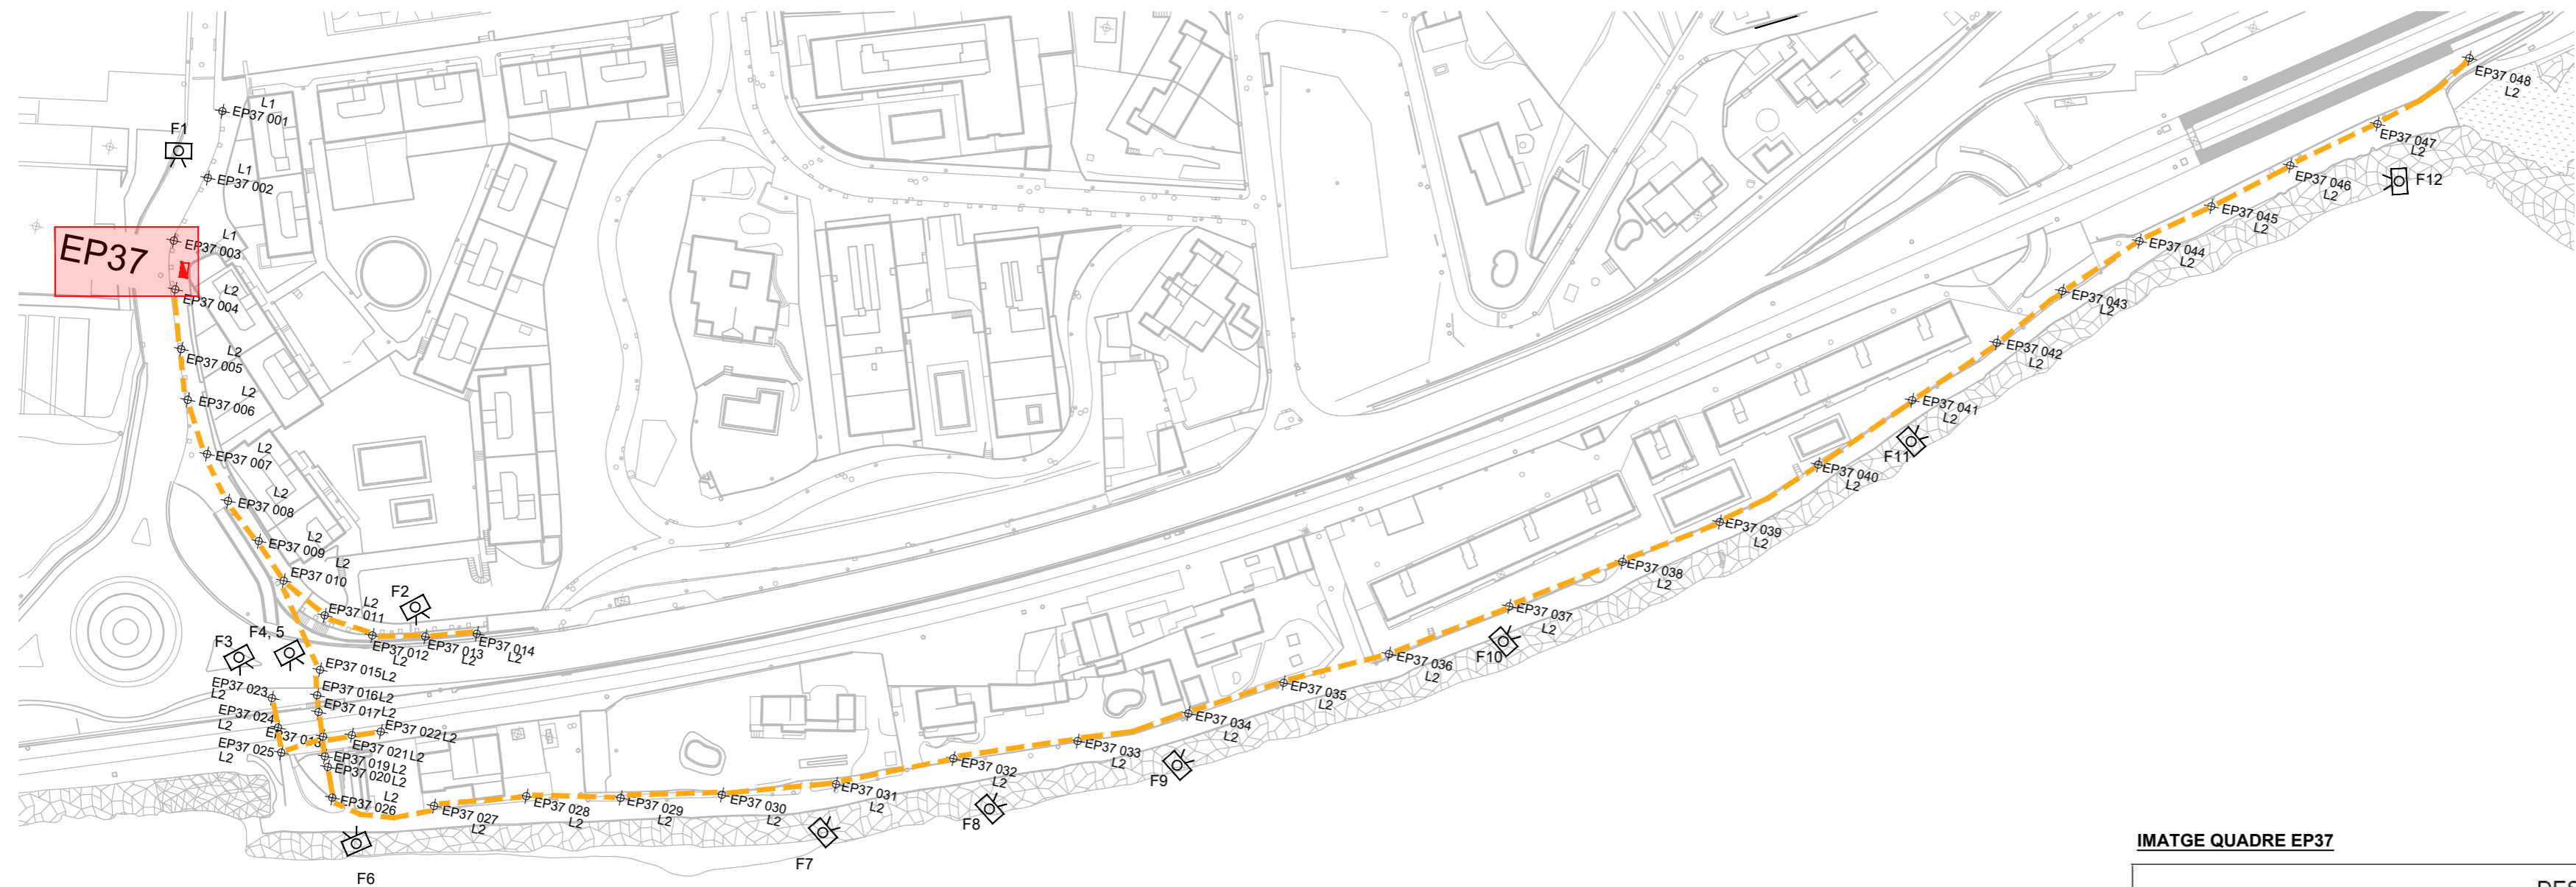 L1
EP37 001
F1
L1
EP37 002
L1
EP37 003
EP37
L2
EP37 004
L2
EP37 005
L2
EP37 006
L2
EP37 007
L2
EP37 008
L2
EP37 009
L2
EP37 010
L2
EP37 011
F2
EP37 012
L2
EP37 013
L2
EP37 014
L2
F3
F4, 5
EP37 015 L2
EP37 016 L2
EP37 017 L2
EP37 023
L2
EP37 024
L2
EP37 025
L2
EP37 022 L2
EP37 021 L2
EP37 019 L2
EP37 020 L2
L2
EP37 026
F6
EP37 027
L2
EP37 028
L2
EP37 029
L2
EP37 030
L2
EP37 031
L2
F7
EP37 032
L2
F8
EP37 033
L2
F9
EP37 034
L2
EP37 035
L2
EP37 036
L2
F10
EP37 037
L2
EP37 038
L2
EP37 039
L2
EP37 040
L2
F11
EP37 041
L2
EP37 042
L2
EP37 043
L2
EP37 044
L2
EP37 045
L2
EP37 046
L2
F12
EP37 047
L2
EP37 048
L2
IMATGE QUADRE EP37